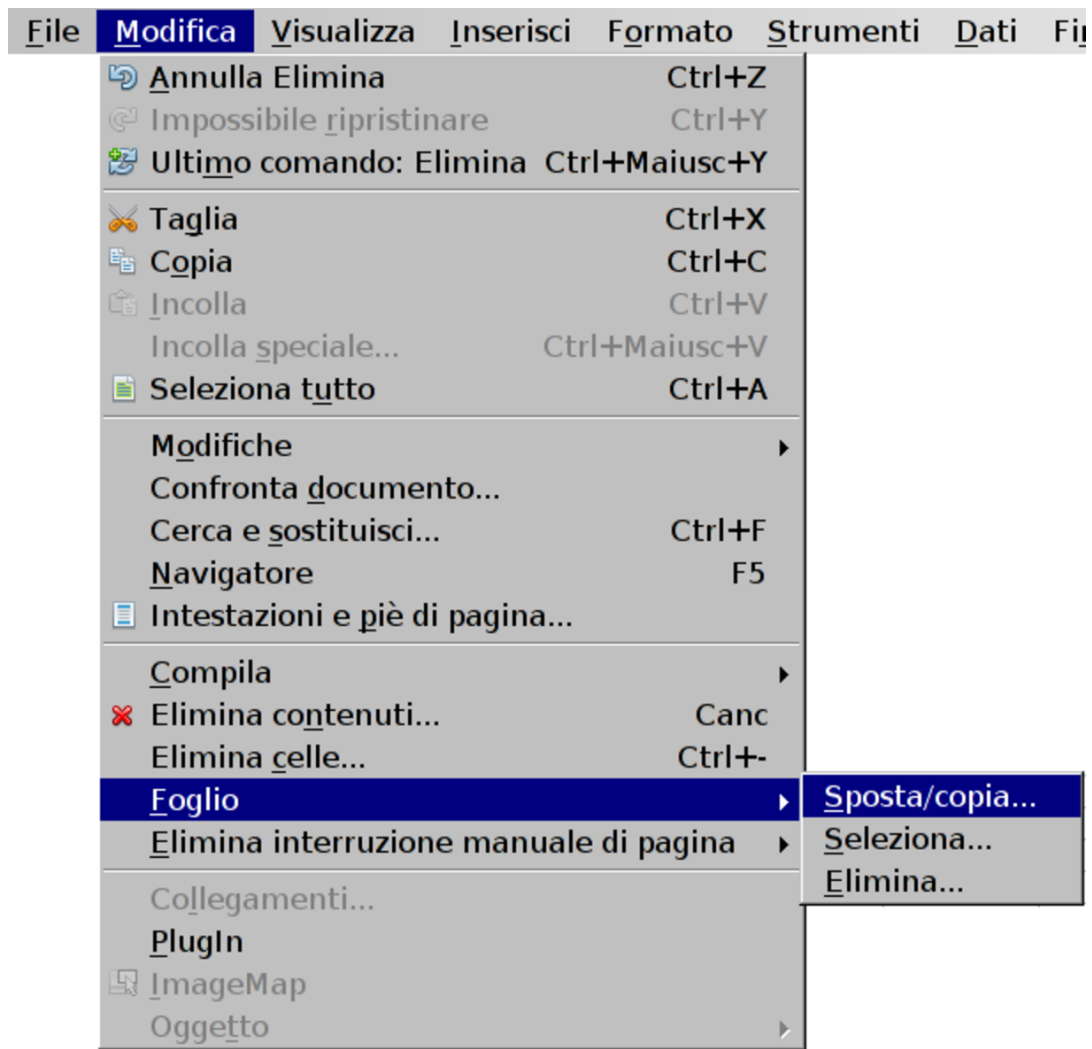 File Modifica Visualizza Inserisci Formato Strumenti Dati
Annulla Elimina Ctrl+Z
Impossibile ripristinare Ctrl+Y
Ultimo comando: Elimina Ctrl+Maiusc+Y
Taglia Ctrl+X
Copia Ctrl+C
Incolla Ctrl+V
Incolla speciale... Ctrl+Maiusc+V
Seleziona tutto Ctrl+A
Modifiche
Confronta documento...
Cerca e sostituisci... Ctrl+F
Navigatore F5
Intestazioni e piè di pagina...
Compila
Elimina contenuti... Canc
Elimina celle... Ctrl+-
Foglio Sposta/copia...
Elimina interruzione manuale di pagina Seleziona...
Elimina...
Collegamenti...
PlugIn
ImageMap
Oggetto